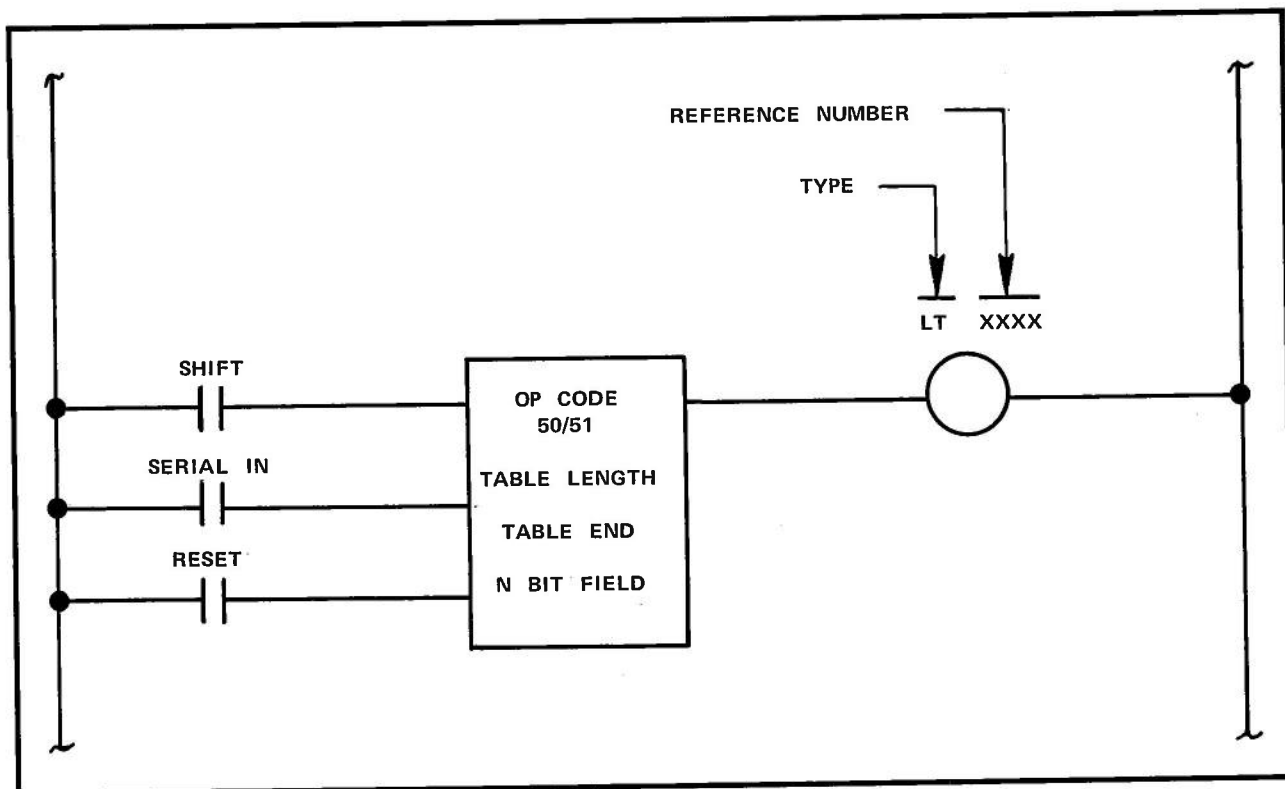 REFERENCE NUMBER
TYPE
LT XXXX
SHIFT
SERIAL IN
RESET
OP CODE
50/51
TABLE LENGTH
TABLE END
N BIT FIELD